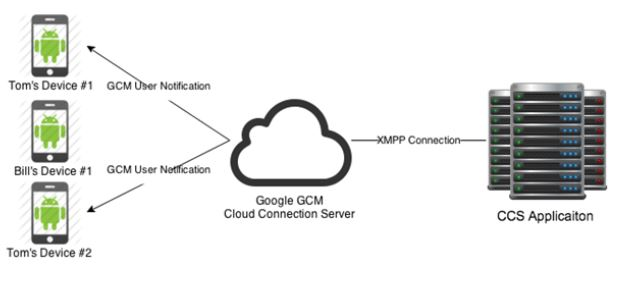 Tom's Device #1
GCM User Notification
Bill's Device #1
GCM User Notification
Tom's Device #2
Google GCM
Cloud Connection Server
XMPP Connection
CCS Applicaiton